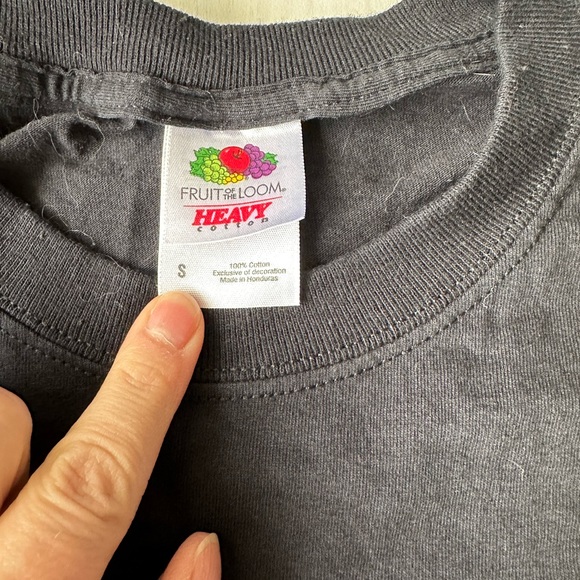 FRUIT OF THE LOOM®
HEAVY
cotton
S
100% Cotton
Exclusive of decoration
Made in Honduras